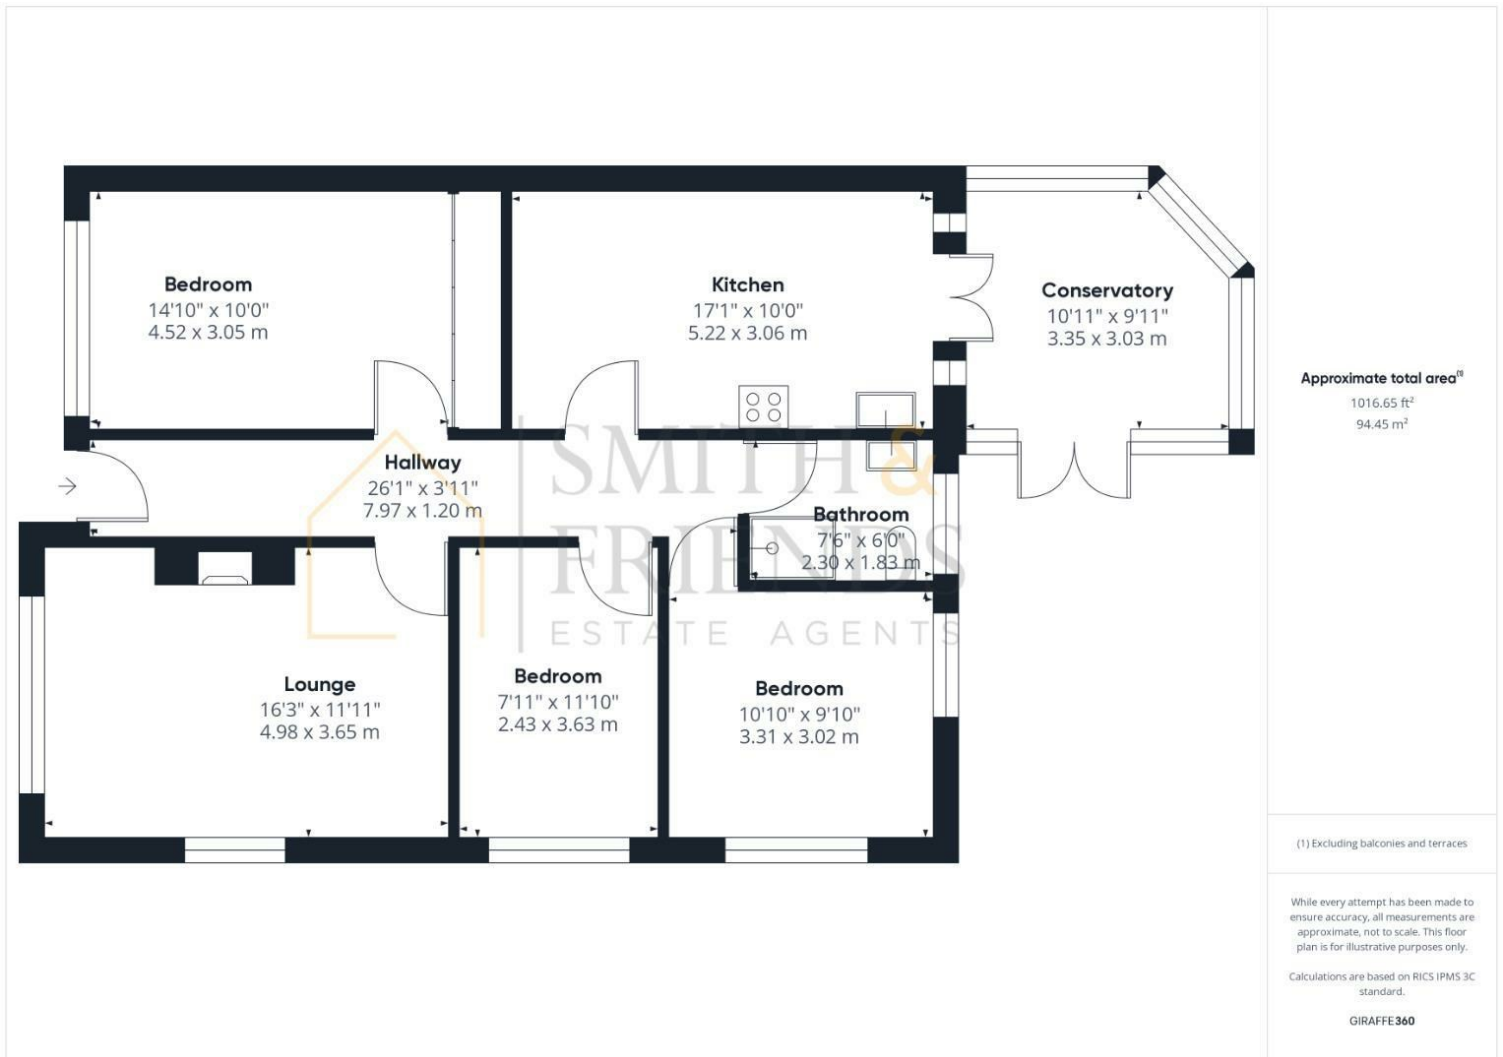 Bedroom
14'10" x 10'0"
4.52 x 3.05 m
Kitchen
17'1" x 10'0"
5.22 x 3.06 m
Conservatory
10'11" x 9'11"
3.35 x 3.03 m
Hallway
26'1" x 3'11"
7.97 x 1.20 m
SMITH &
FRIENDS
ESTATE AGENTS
Bathroom
7'6" x 6'0"
2.30 x 1.83 m
Lounge
16'3" x 11'11"
4.98 x 3.65 m
Bedroom
7'11" x 11'10"
2.43 x 3.63 m
Bedroom
10'10" x 9'10"
3.31 x 3.02 m
Approximate total area⁽¹⁾
1016.65 ft²
94.45 m²
(1) Excluding balconies and terraces
While every attempt has been made to
ensure accuracy, all measurements are
approximate, not to scale. This floor
plan is for illustrative purposes only.
Calculations are based on RICS IPMS 3C
standard.
GIRAFFE360